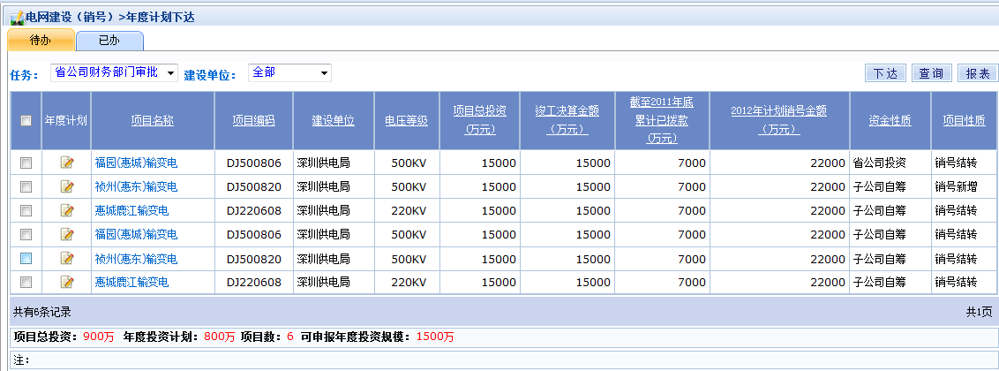 电网建设（销号）>年度计划下达
待办 已办
任务： 省公司财务部门审批 建设单位： 全部 下达 查询 报表
年度计划 项目名称 项目编码 建设单位 电压等级 项目总投资（万元） 竣工决算金额（万元） 截至2011年底累计已拨款（万元） 2012年计划销号金额（万元） 资金性质 项目性质
福园(惠城)输变电 DJ500806 深圳供电局 500KV 15000 15000 7000 22000 省公司投资 销号结转
祯州(惠东)输变电 DJ500820 深圳供电局 500KV 15000 15000 7000 22000 子公司自筹 销号新增
惠城鹿江输变电 DJ220608 深圳供电局 220KV 15000 15000 7000 22000 子公司自筹 销号结转
福园(惠城)输变电 DJ500806 深圳供电局 500KV 15000 15000 7000 22000 子公司自筹 销号结转
祯州(惠东)输变电 DJ500820 深圳供电局 500KV 15000 15000 7000 22000 子公司自筹 销号结转
惠城鹿江输变电 DJ220608 深圳供电局 220KV 15000 15000 7000 22000 子公司自筹 销号结转
共有6条记录 共1页
项目总投资：900万 年度投资计划：800万 项目数：6 可申报年度投资规模：1500万
注：